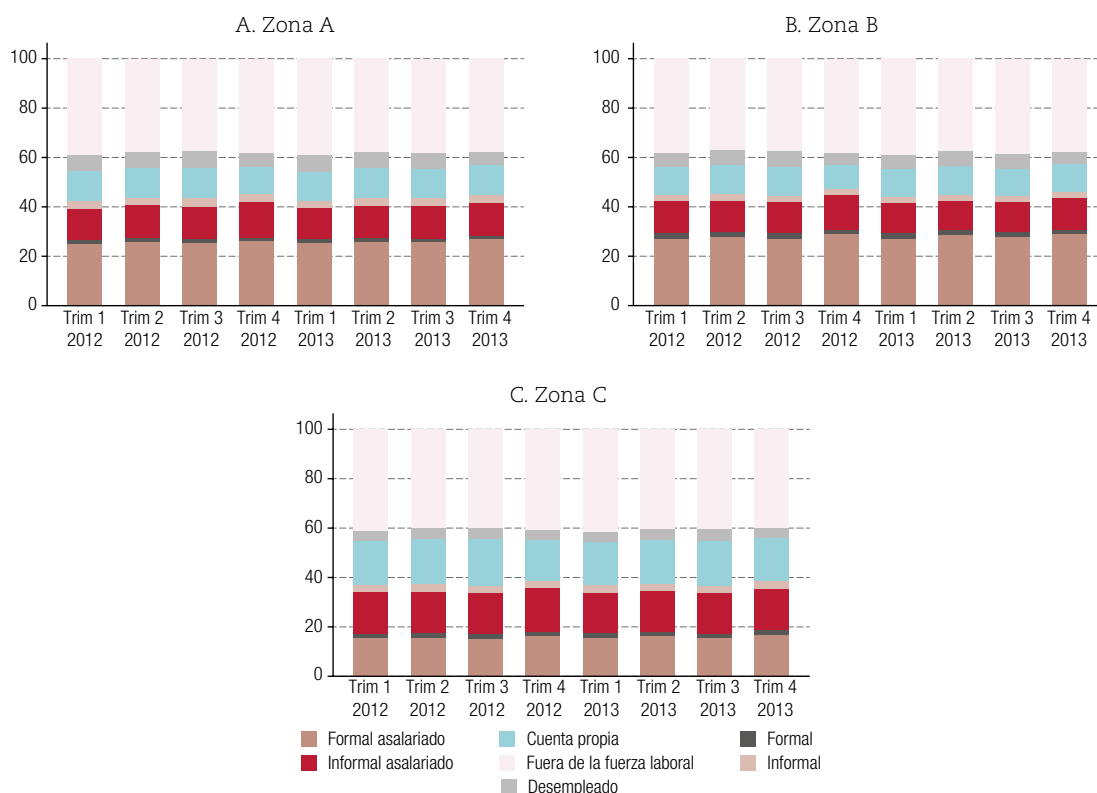 A. Zona A
100
80
60
40
20
0
Trim 1 Trim 2 Trim 3 Trim 4 Trim 1 Trim 2 Trim 3 Trim 4
2012 2012 2012 2012 2013 2013 2013 2013
B. Zona B
100
80
60
40
20
0
Trim 1 Trim 2 Trim 3 Trim 4 Trim 1 Trim 2 Trim 3 Trim 4
2012 2012 2012 2012 2013 2013 2013 2013
C. Zona C
100
80
60
40
20
0
Trim 1 Trim 2 Trim 3 Trim 4 Trim 1 Trim 2 Trim 3 Trim 4
2012 2012 2012 2012 2013 2013 2013 2013
Formal asalariado Cuenta propia Formal
Informal asalariado Fuera de la fuerza laboral Informal
Desempleado